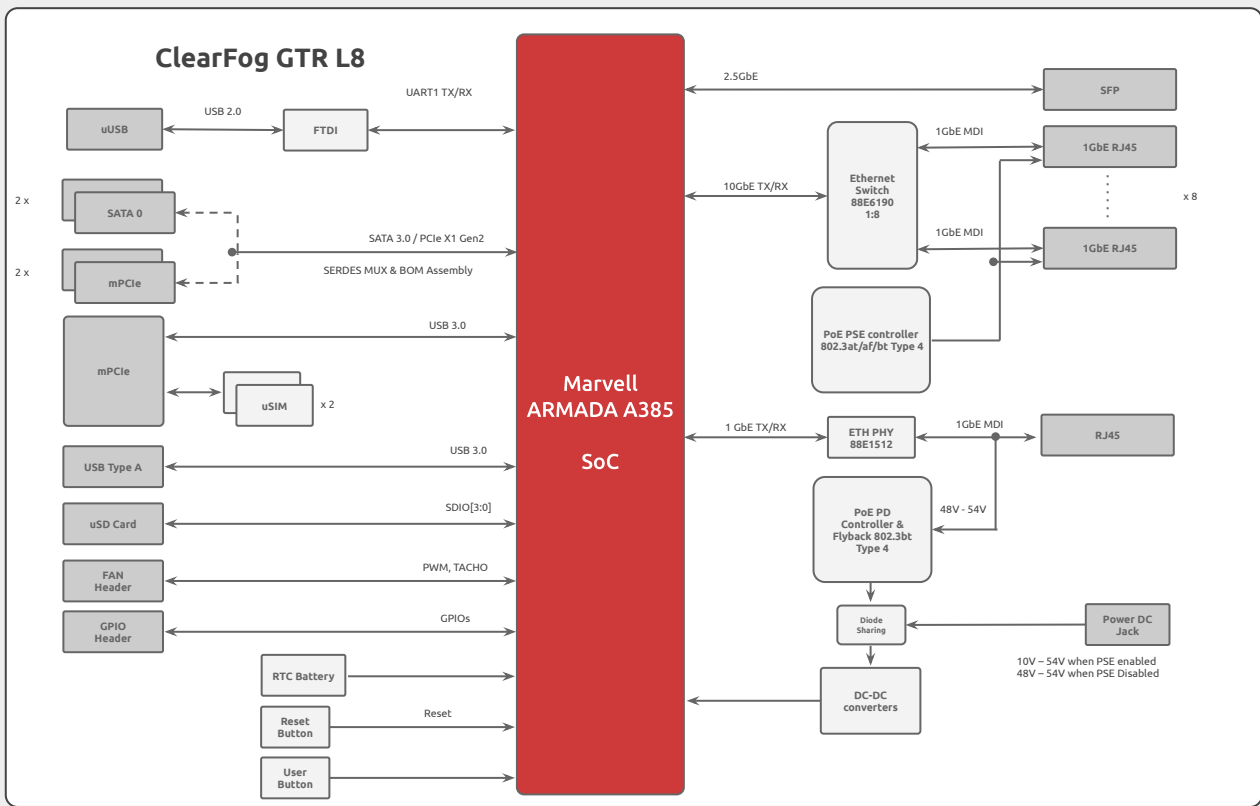 ClearFog GTR L8
uUSB
USB 2.0
FTDI
UART1 TX/RX
2 x
SATA 0
2 x
mPCIe
SATA 3.0 / PCIe X1 Gen2
SERDES MUX & BOM Assembly
mPCIe
USB 3.0
uSIM
x 2
USB Type A
USB 3.0
uSD Card
SDIO[3:0]
FAN
Header
PWM, TACHO
GPIO
Header
GPIOs
RTC Battery
Reset
Button
Reset
User
Button
Marvell
ARMADA A385
SoC
2.5GbE
SFP
10GbE TX/RX
Ethernet
Switch
88E6190
1:8
1GbE MDI
1GbE RJ45
x 8
1GbE MDI
1GbE RJ45
PoE PSE controller
802.3at/af/bt Type 4
1 GbE TX/RX
ETH PHY
88E1512
1GbE MDI
RJ45
PoE PD
Controller &
Flyback 802.3bt
Type 4
48V - 54V
Diode
Sharing
Power DC
Jack
10V – 54V when PSE enabled
48V – 54V when PSE Disabled
DC-DC
converters